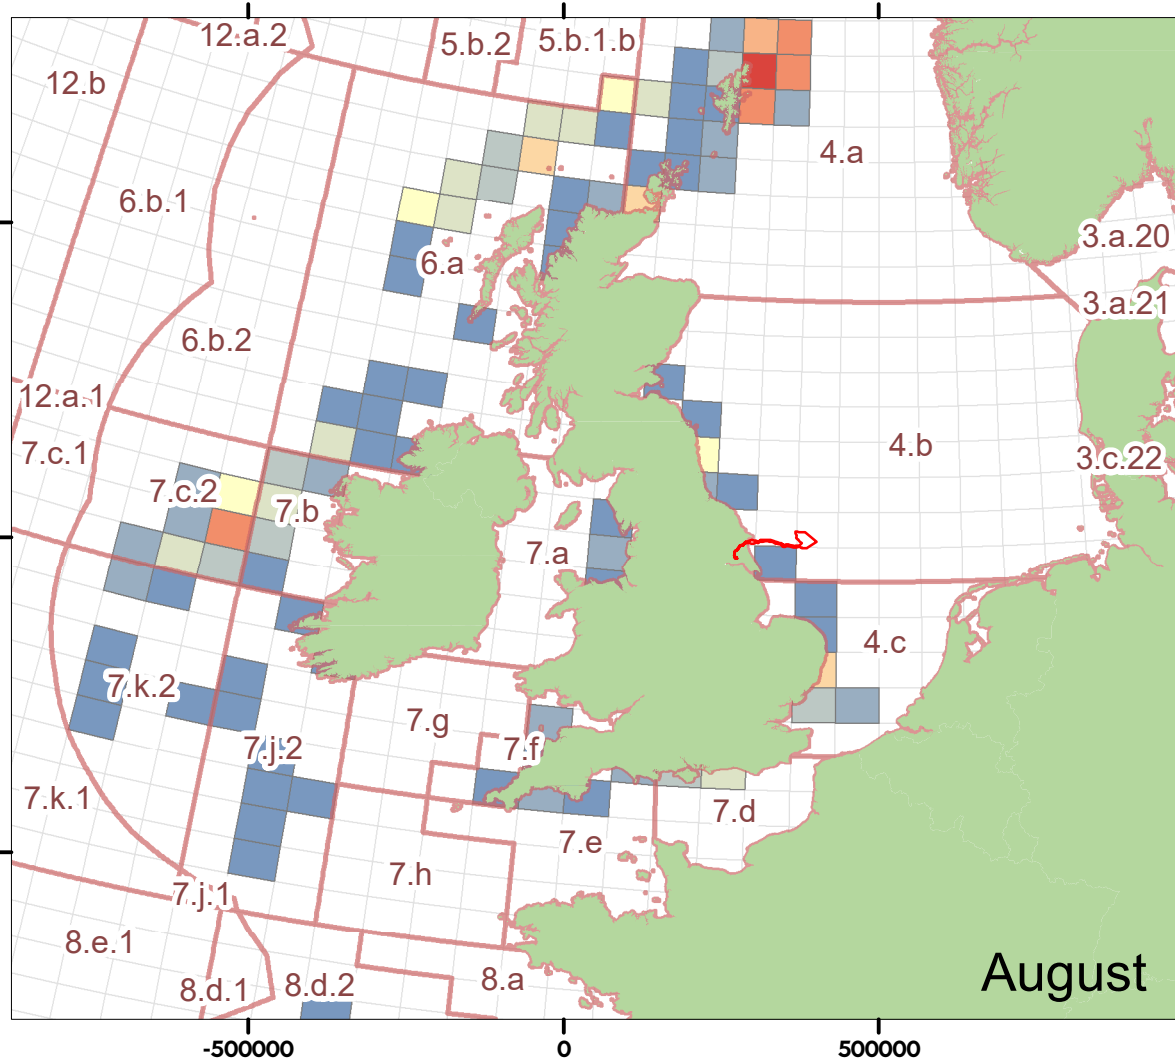 12.a.2
5.b.2
5.b.1.b
12.b
4.a
6.b.1
3.a.20
6.a
3.a.21
6.b.2
12.a.1
7.c.1
4.b
3.c.22
7.c.2
7.b
7.a
4.c
7.k.2
7.g
7.f
7.j.2
7.k.1
7.d
7.e
7.h
7.j.1
8.e.1
8.d.1
8.d.2
8.a
August
-500000
0
500000